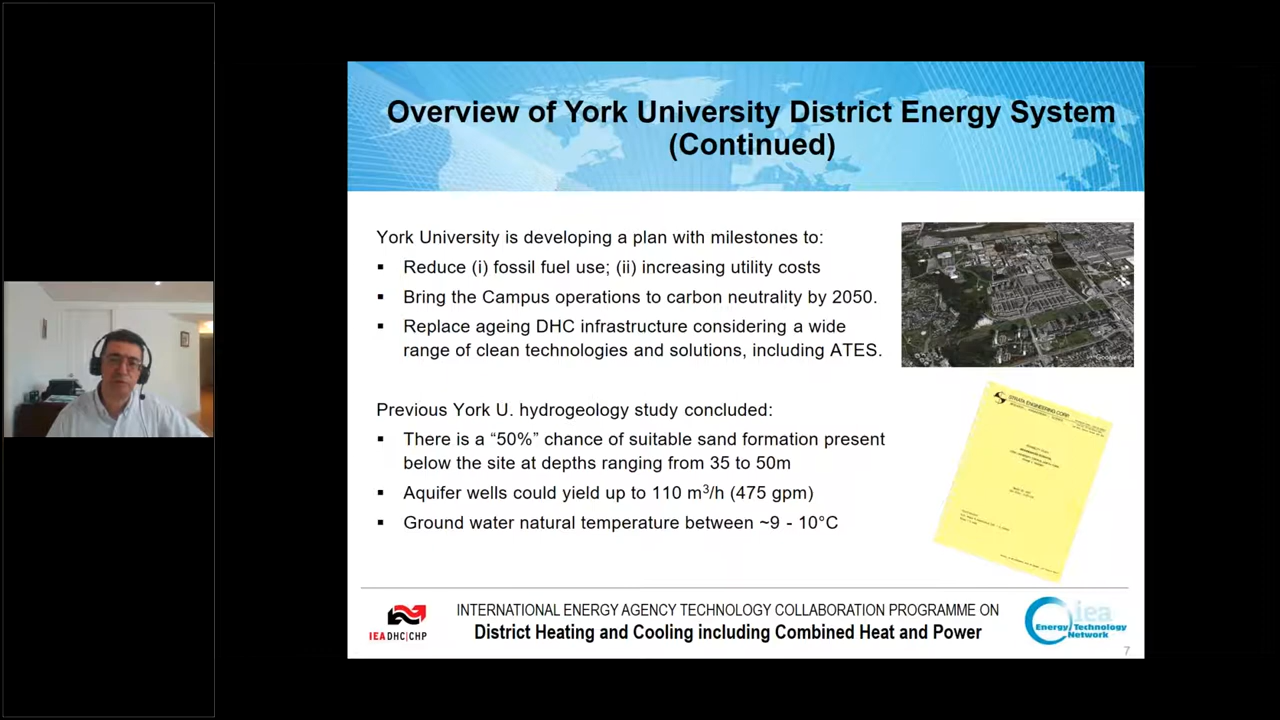 Overview of York University District Energy System
(Continued)
York University is developing a plan with milestones to:
▪ Reduce (i) fossil fuel use; (ii) increasing utility costs
▪ Bring the Campus operations to carbon neutrality by 2050.
▪ Replace ageing DHC infrastructure considering a wide
range of clean technologies and solutions, including ATES.
Google Earth
Previous York U. hydrogeology study concluded:
▪ There is a “50%” chance of suitable sand formation present
below the site at depths ranging from 35 to 50m
▪ Aquifer wells could yield up to 110 m³/h (475 gpm)
▪ Ground water natural temperature between ~9 - 10°C
STRATA ENGINEERING CORP.
IEA DHC|CHP
INTERNATIONAL ENERGY AGENCY TECHNOLOGY COLLABORATION PROGRAMME ON
District Heating and Cooling including Combined Heat and Power
iea
Energy Technology
Network
7